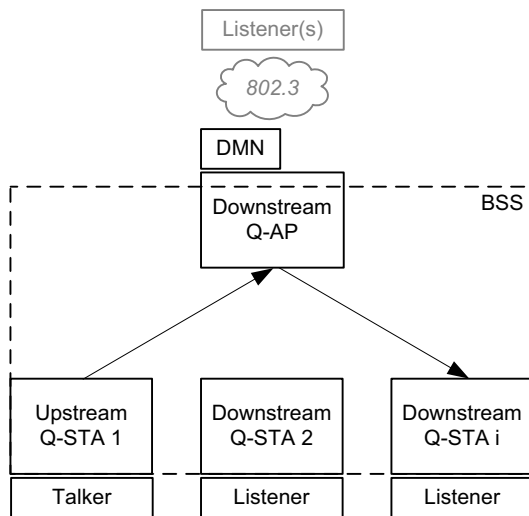 Listener(s)
802.3
DMN
Downstream
Q-AP
BSS
Upstream
Q-STA 1
Downstream
Q-STA 2
Downstream
Q-STA i
Talker
Listener
Listener